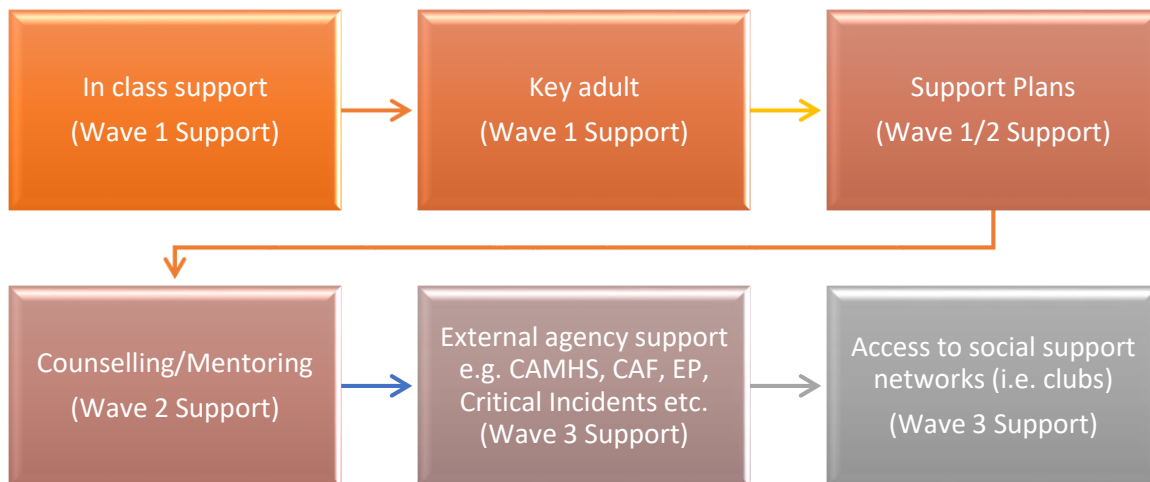 In class support
(Wave 1 Support)
Key adult
(Wave 1 Support)
Support Plans
(Wave 1/2 Support)
Counselling/Mentoring
(Wave 2 Support)
External agency support
e.g. CAMHS, CAF, EP,
Critical Incidents etc.
(Wave 3 Support)
Access to social support
networks (i.e. clubs)
(Wave 3 Support)